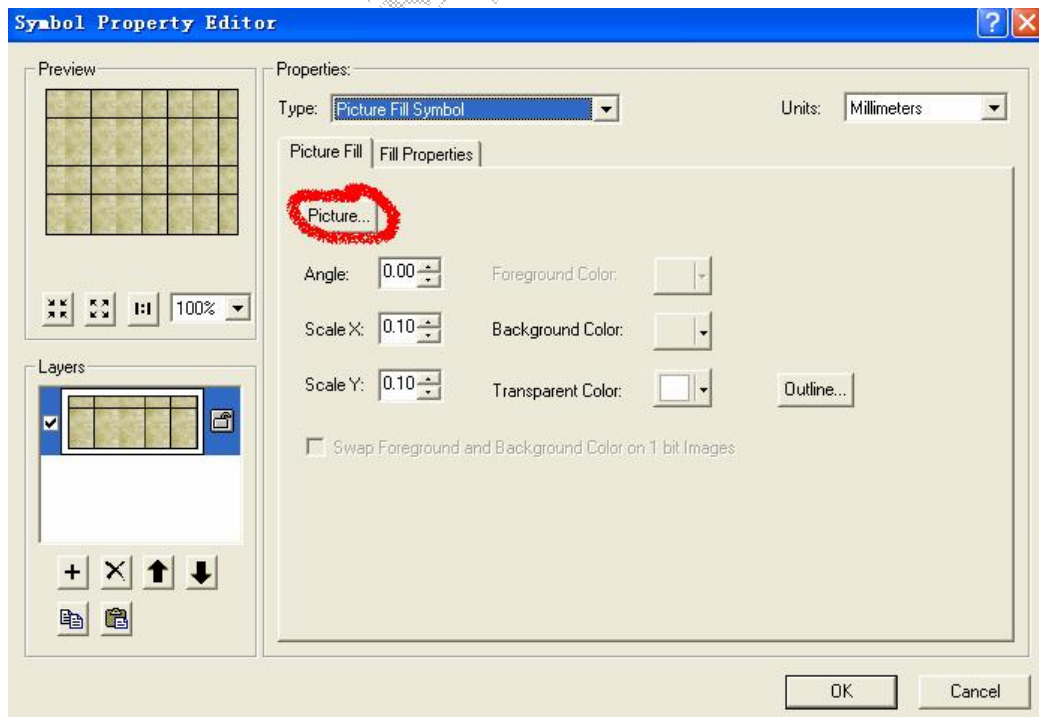 Symbol Property Editor
Preview
100%
Layers
Properties:
Type: Picture Fill Symbol
Units: Millimeters
Picture Fill
Fill Properties
Picture...
Angle: 0.00
Foreground Color:
Scale X: 0.10
Background Color:
Scale Y: 0.10
Transparent Color:
Outline...
Swap Foreground and Background Color on 1 bit Images
OK
Cancel